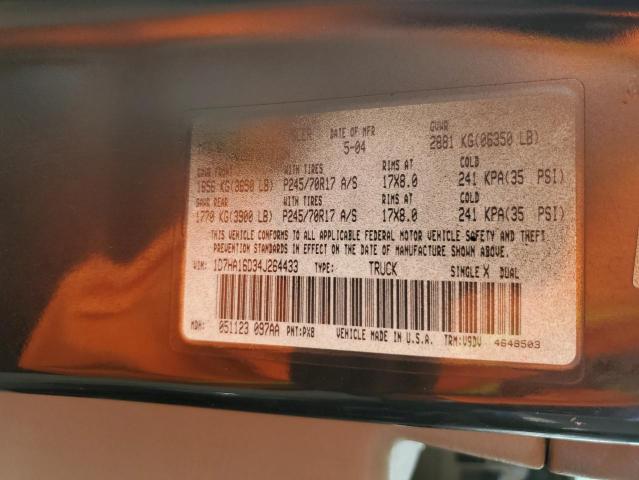 DATE OF MFR GVWR
5-04 2881 KG(06350 LB)
GAWR FRONT WITH TIRES RIMS AT COLD
1656 KG(3650 LB) P245/70R17 A/S 17X8.0 241 KPA(35 PSI)
GAWR REAR WITH TIRES RIMS AT COLD
1770 KG(3900 LB) P245/70R17 A/S 17X8.0 241 KPA(35 PSI)
THIS VEHICLE CONFORMS TO ALL APPLICABLE FEDERAL MOTOR VEHICLE SAFETY AND THEFT
PREVENTION STANDARDS IN EFFECT ON THE DATE OF MANUFACTURE SHOWN ABOVE.
VIN: 1D7HA16D34J264433 TYPE: TRUCK SINGLE X DUAL
MDH: 051123 097AA PNT:PX8 VEHICLE MADE IN U.S.A. TRM:V9DV 4648503